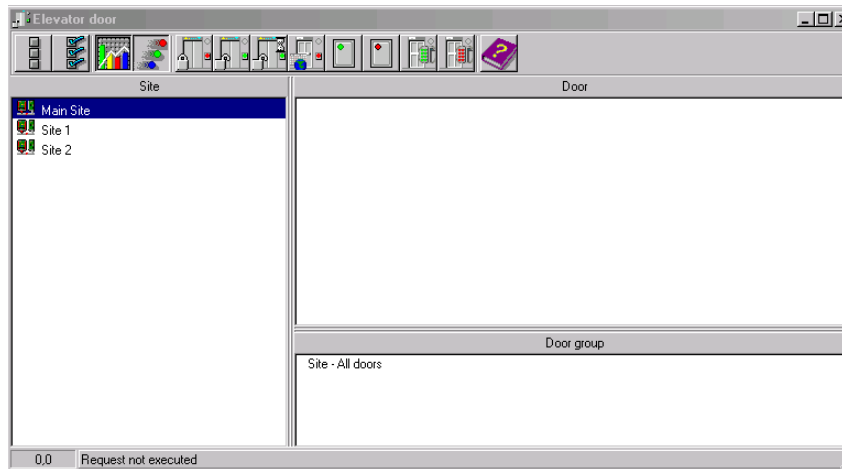 Elevator door
Site
Door
Main Site
Site 1
Site 2
Door group
Site - All doors
0,0 Request not executed